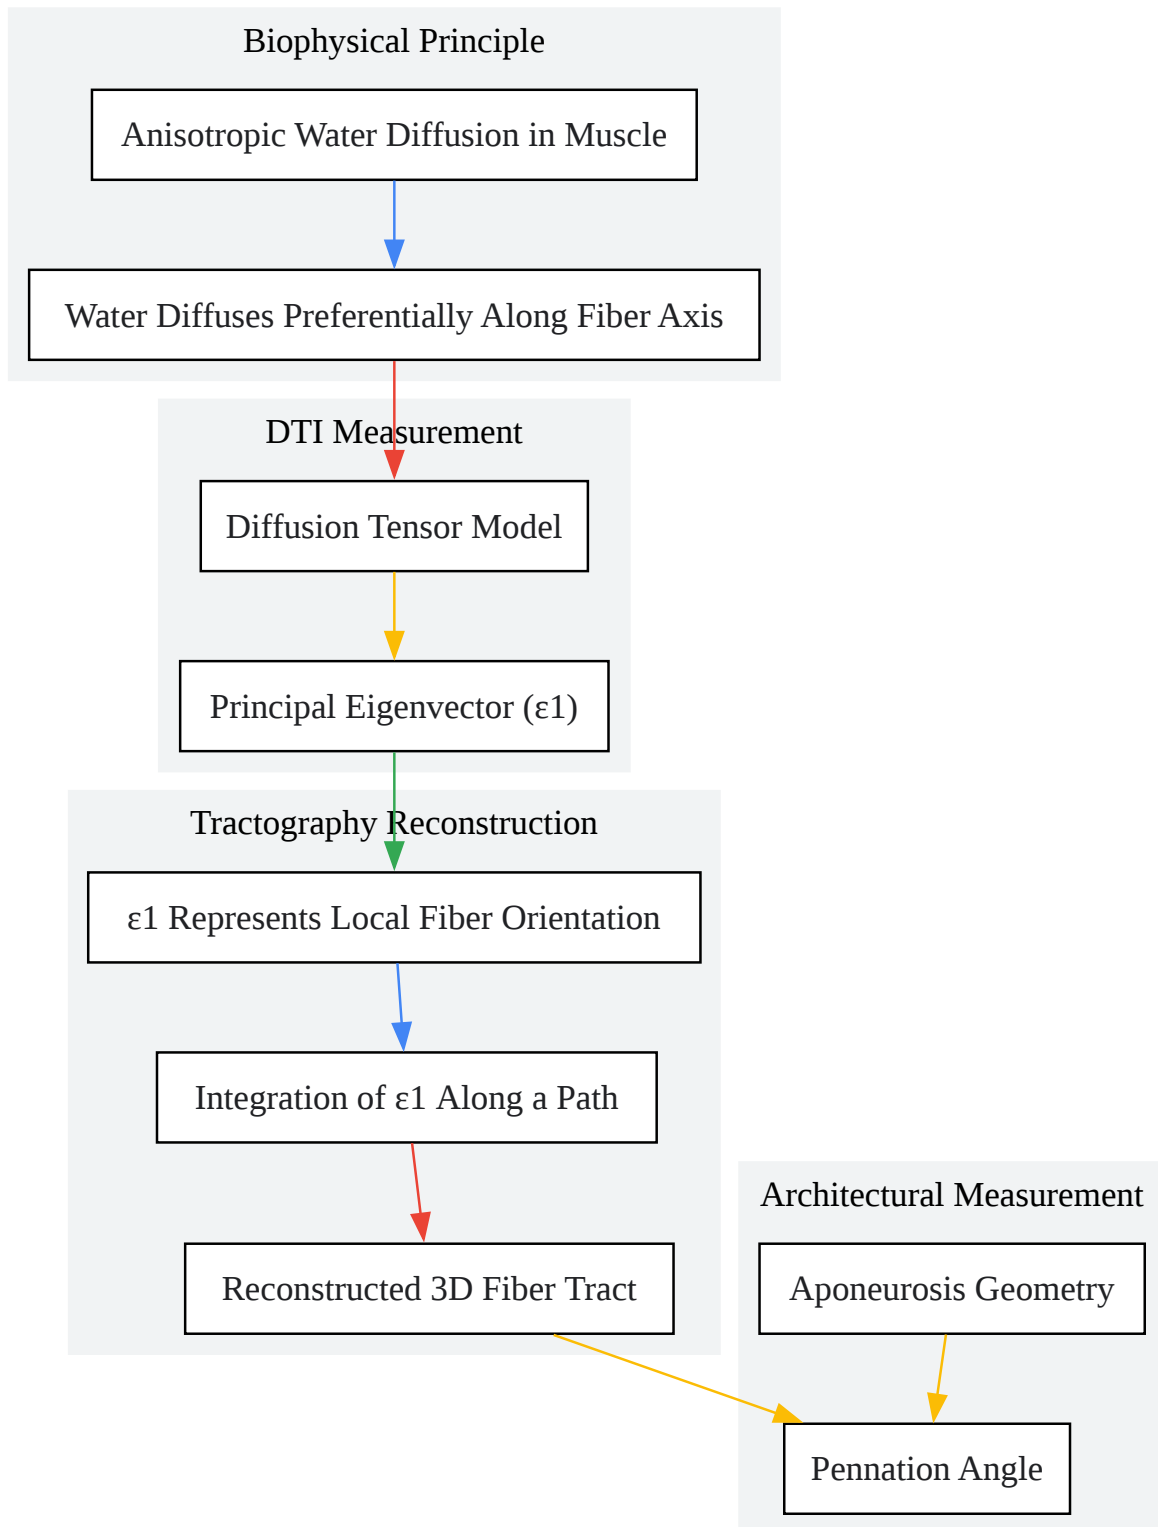 Biophysical Principle
Anisotropic Water Diffusion in Muscle
Water Diffuses Preferentially Along Fiber Axis
DTI Measurement
Diffusion Tensor Model
Principal Eigenvector (ε1)
Tractography Reconstruction
ε1 Represents Local Fiber Orientation
Integration of ε1 Along a Path
Reconstructed 3D Fiber Tract
Architectural Measurement
Aponeurosis Geometry
Pennation Angle